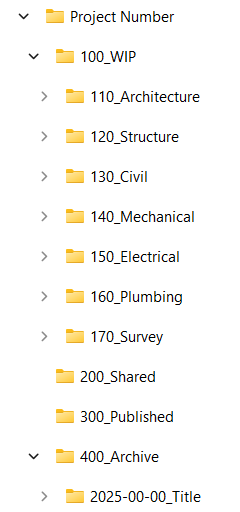 Project Number
100_WIP
110_Architecture
120_Structure
130_Civil
140_Mechanical
150_Electrical
160_Plumbing
170_Survey
200_Shared
300_Published
400_Archive
2025-00-00_Title